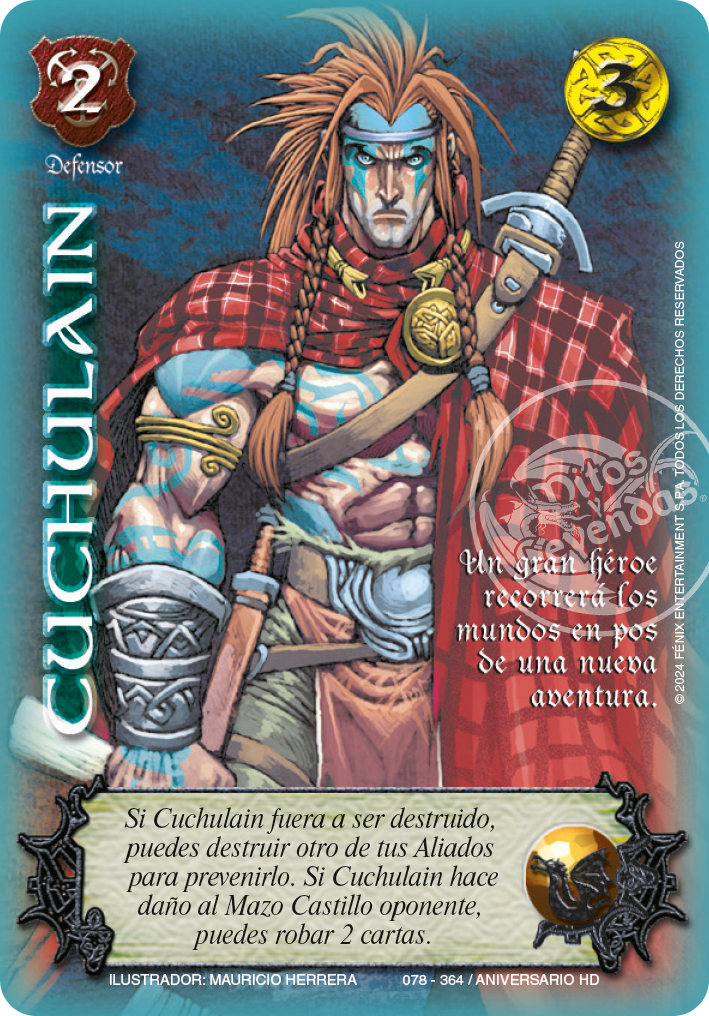 2
3
Defensor
CUCHULAIN
© 2024 FÉNIX ENTERTAINMENT S.P.A. TODOS LOS DERECHOS RESERVADOS
Mitos
y
Leyendas
®
Un gran héroe
recorrerá los
mundos en pos
de una nueva
aventura.
Si Cuchulain fuera a ser destruido,
puedes destruir otro de tus Aliados
para prevenirlo. Si Cuchulain hace
daño al Mazo Castillo oponente,
puedes robar 2 cartas.
ILUSTRADOR: MAURICIO HERRERA 078 - 364 / ANIVERSARIO HD